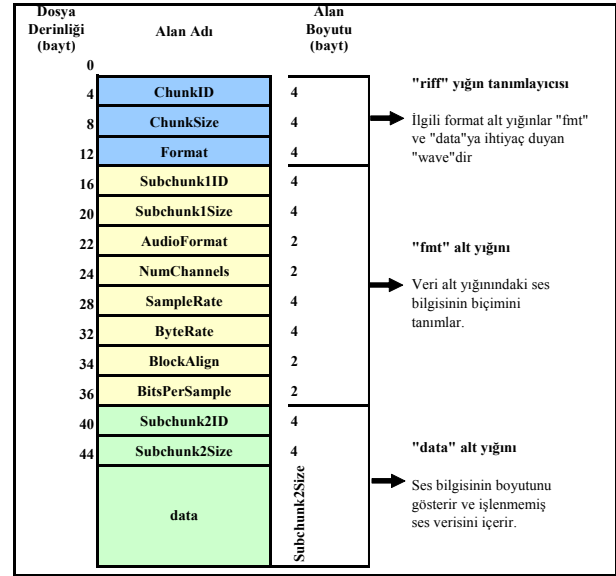 Dosya
Derinliği
(bayt)
Alan Adı
Alan
Boyutu
(bayt)
0
4 ChunkID 4
8 ChunkSize 4
12 Format 4
"riff" yığın tanımlayıcısı
İlgili format alt yığınlar "fmt"
ve "data"ya ihtiyaç duyan
"wave"dir
16 Subchunk1ID 4
20 Subchunk1Size 4
22 AudioFormat 2
24 NumChannels 2
28 SampleRate 4
32 ByteRate 4
34 BlockAlign 2
36 BitsPerSample 2
"fmt" alt yığını
Veri alt yığınındaki ses
bilgisinin biçimini
tanımlar.
40 Subchunk2ID 4
44 Subchunk2Size 4
data
Subchunk2Size
"data" alt yığını
Ses bilgisinin boyutunu
gösterir ve işlenmemiş
ses verisini içerir.